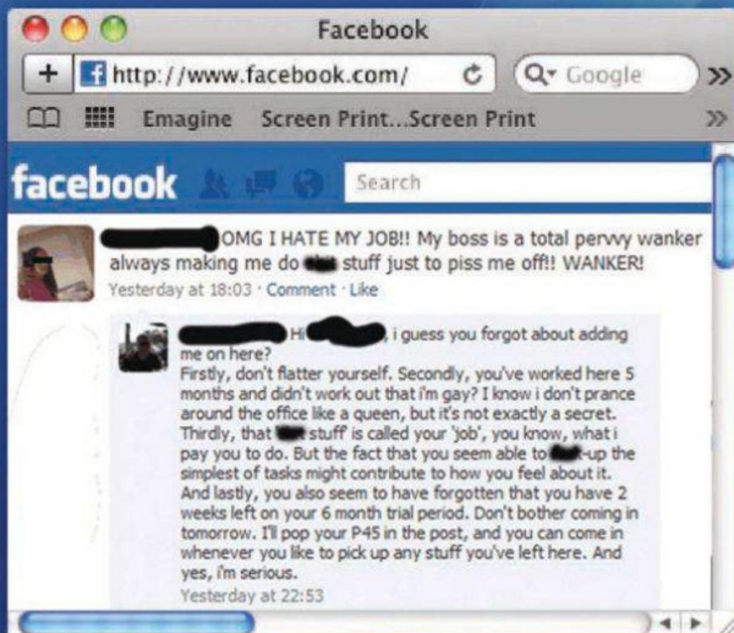 Facebook
+ http://www.facebook.com/ Google »
Emagine Screen Print...Screen Print »
facebook Search
OMG I HATE MY JOB!! My boss is a total pervvy wanker
always making me do stuff just to piss me off!! WANKER!
Yesterday at 18:03 · Comment · Like
Hi , i guess you forgot about adding
me on here?
Firstly, don't flatter yourself. Secondly, you've worked here 5
months and didn't work out that i'm gay? I know i don't prance
around the office like a queen, but it's not exactly a secret.
Thirdly, that stuff is called your 'job', you know, what i
pay you to do. But the fact that you seem able to -up the
simplest of tasks might contribute to how you feel about it.
And lastly, you also seem to have forgotten that you have 2
weeks left on your 6 month trial period. Don't bother coming in
tomorrow. I'll pop your P45 in the post, and you can come in
whenever you like to pick up any stuff you've left here. And
yes, i'm serious.
Yesterday at 22:53